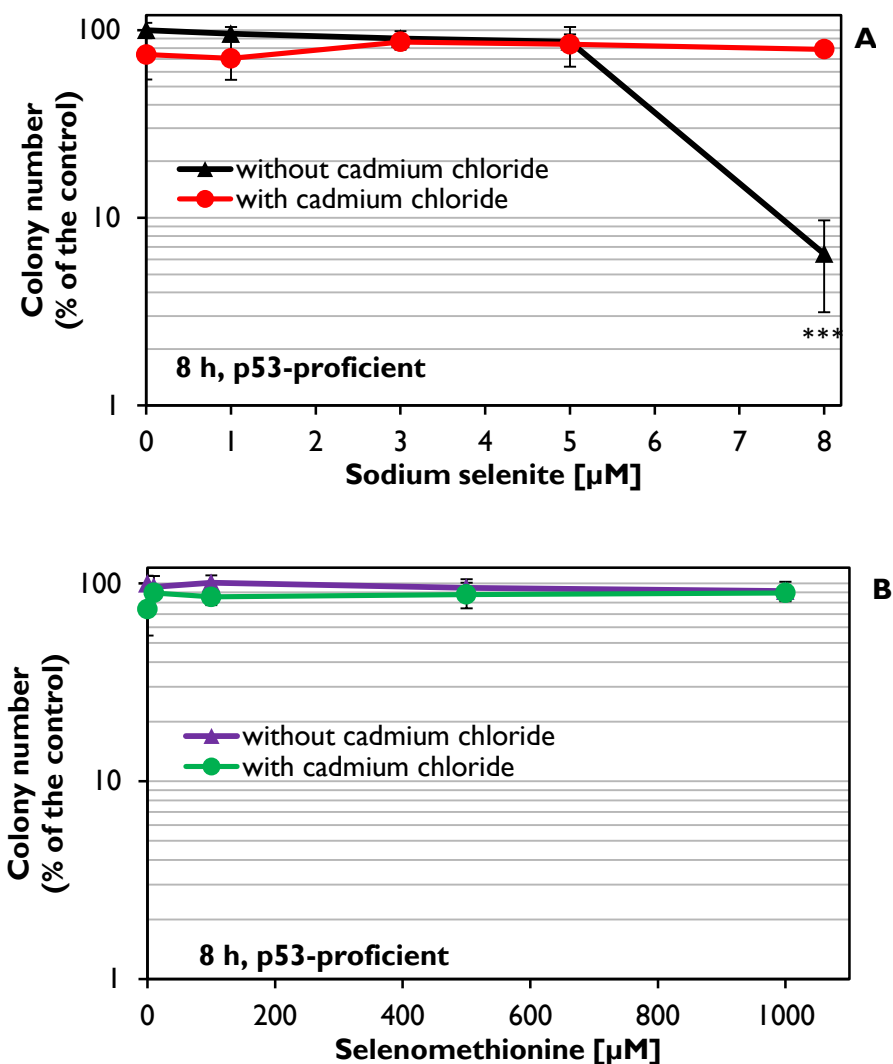 A
100
10
1
Colony number
(% of the control)
without cadmium chloride
with cadmium chloride
***
8 h, p53-proficient
0 1 2 3 4 5 6 7 8
Sodium selenite [µM]
B
100
10
1
Colony number
(% of the control)
without cadmium chloride
with cadmium chloride
8 h, p53-proficient
0 200 400 600 800 1000
Selenomethionine [µM]